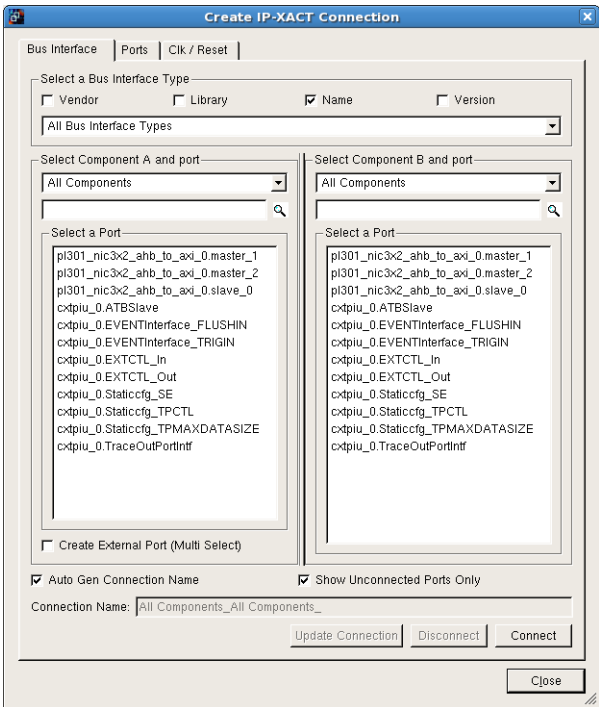 Create IP-XACT Connection
Bus Interface Ports Clk / Reset
Select a Bus Interface Type
Vendor Library Name Version
All Bus Interface Types
Select Component A and port
All Components
Select a Port
pl301_nic3x2_ahb_to_axi_0.master_1
pl301_nic3x2_ahb_to_axi_0.master_2
pl301_nic3x2_ahb_to_axi_0.slave_0
cxtpiu_0.ATBSlave
cxtpiu_0.EVENTInterface_FLUSHIN
cxtpiu_0.EVENTInterface_TRIGIN
cxtpiu_0.EXTCTL_In
cxtpiu_0.EXTCTL_Out
cxtpiu_0.Staticcfg_SE
cxtpiu_0.Staticcfg_TPCTL
cxtpiu_0.Staticcfg_TPMAXDATASIZE
cxtpiu_0.TraceOutPortIntf
Create External Port (Multi Select)
Select Component B and port
All Components
Select a Port
pl301_nic3x2_ahb_to_axi_0.master_1
pl301_nic3x2_ahb_to_axi_0.master_2
pl301_nic3x2_ahb_to_axi_0.slave_0
cxtpiu_0.ATBSlave
cxtpiu_0.EVENTInterface_FLUSHIN
cxtpiu_0.EVENTInterface_TRIGIN
cxtpiu_0.EXTCTL_In
cxtpiu_0.EXTCTL_Out
cxtpiu_0.Staticcfg_SE
cxtpiu_0.Staticcfg_TPCTL
cxtpiu_0.Staticcfg_TPMAXDATASIZE
cxtpiu_0.TraceOutPortIntf
Auto Gen Connection Name Show Unconnected Ports Only
Connection Name: All Components_All Components_
Update Connection Disconnect Connect
Close